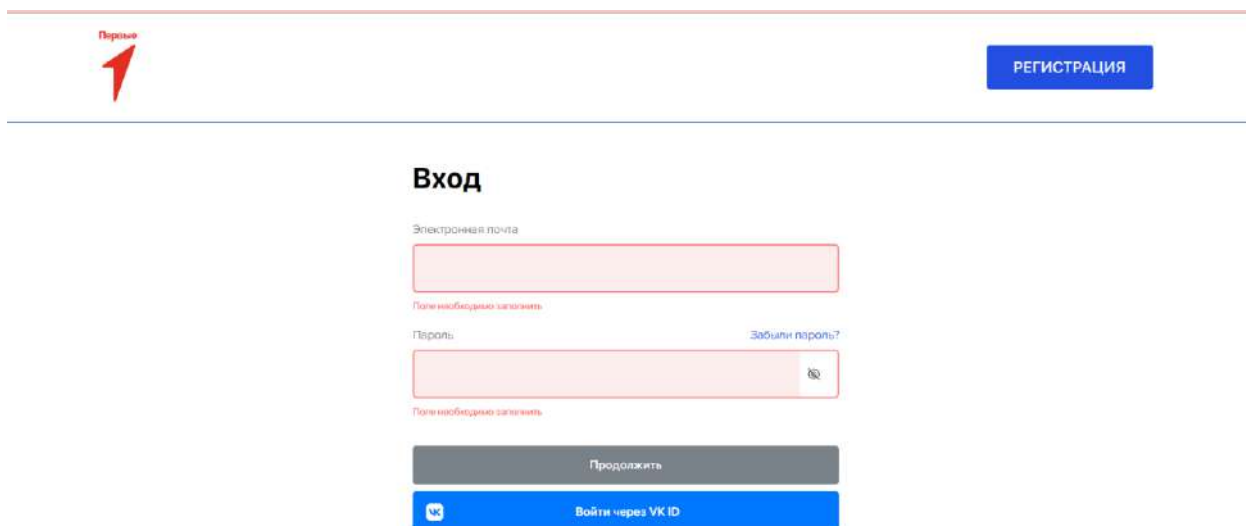 Первые
РЕГИСТРАЦИЯ
Вход
Электронная почта
Поле необходимо заполнить
Пароль
Забыли пароль?
Поле необходимо заполнить
Продолжить
Войти через VK ID